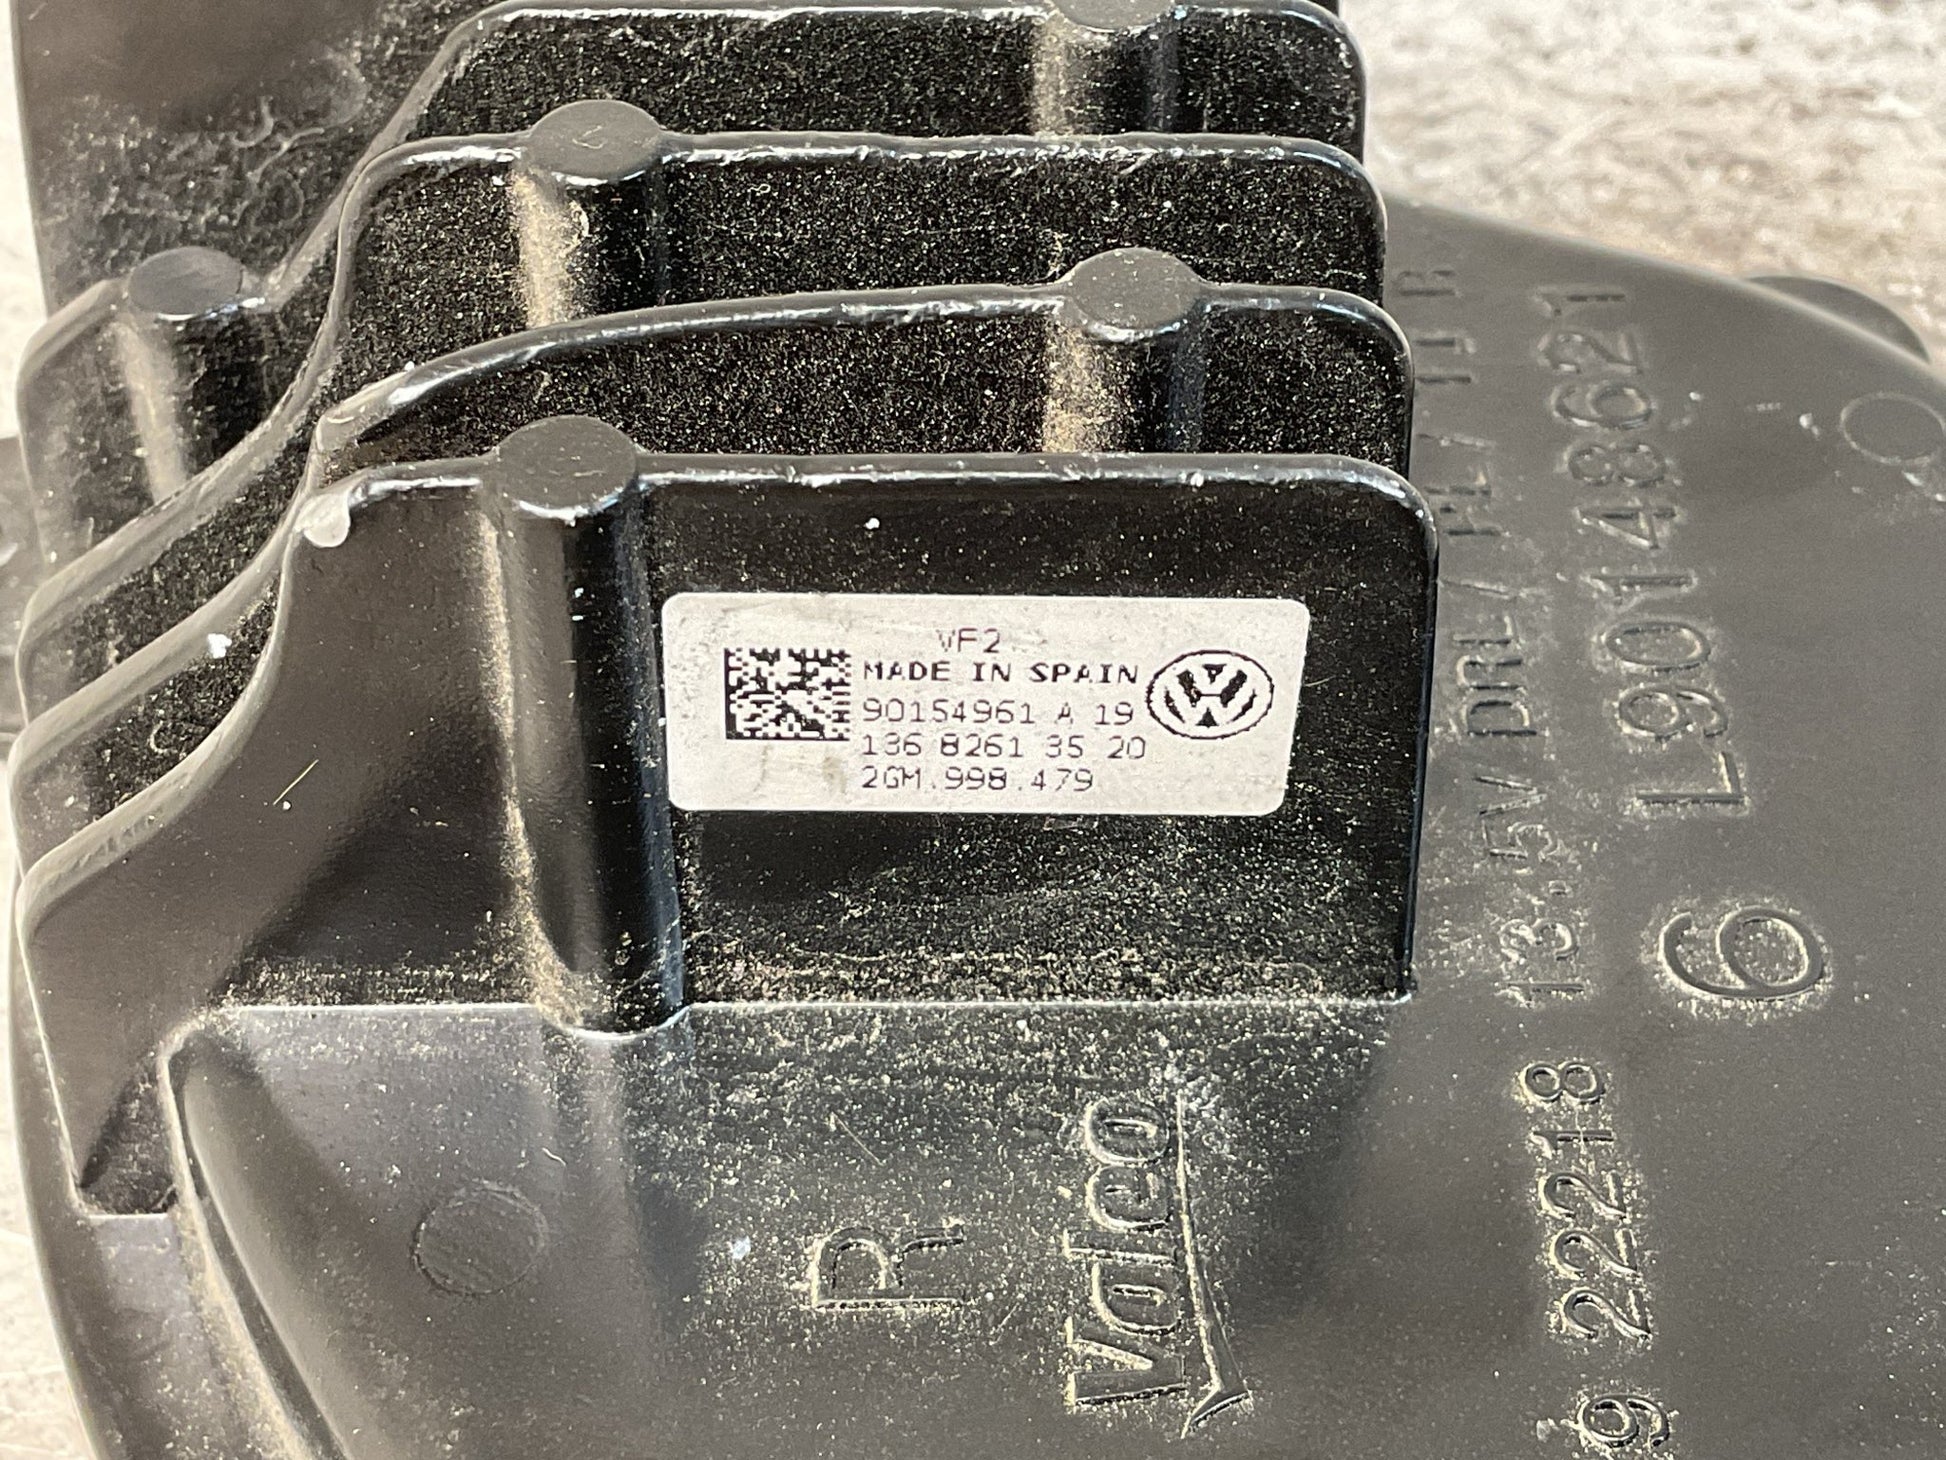 VF2
MADE IN SPAIN
90154961 A 19
136 8261 35 20
2GM.998.479
R
Valeo
9 22218 13.5V DRL /
6 L90148621